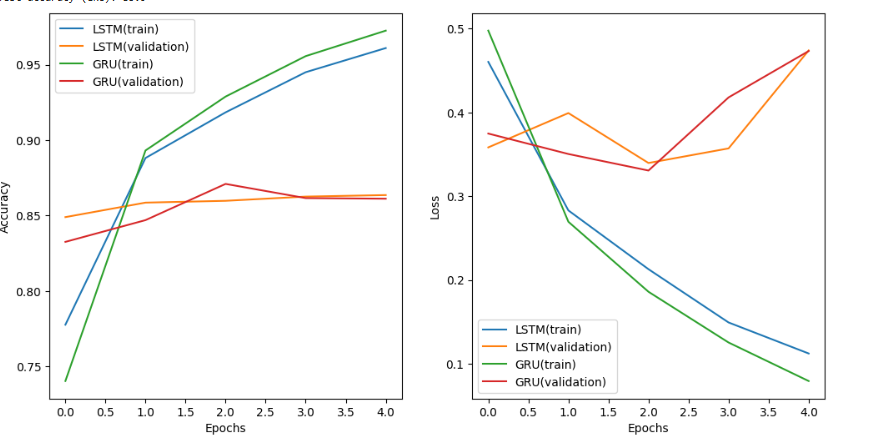 LSTM(train)
LSTM(validation)
GRU(train)
GRU(validation)
0.95
0.90
0.85
0.80
0.75
Accuracy
0.0 0.5 1.0 1.5 2.0 2.5 3.0 3.5 4.0
Epochs
0.5
0.4
0.3
0.2
0.1
Loss
LSTM(train)
LSTM(validation)
GRU(train)
GRU(validation)
0.0 0.5 1.0 1.5 2.0 2.5 3.0 3.5 4.0
Epochs